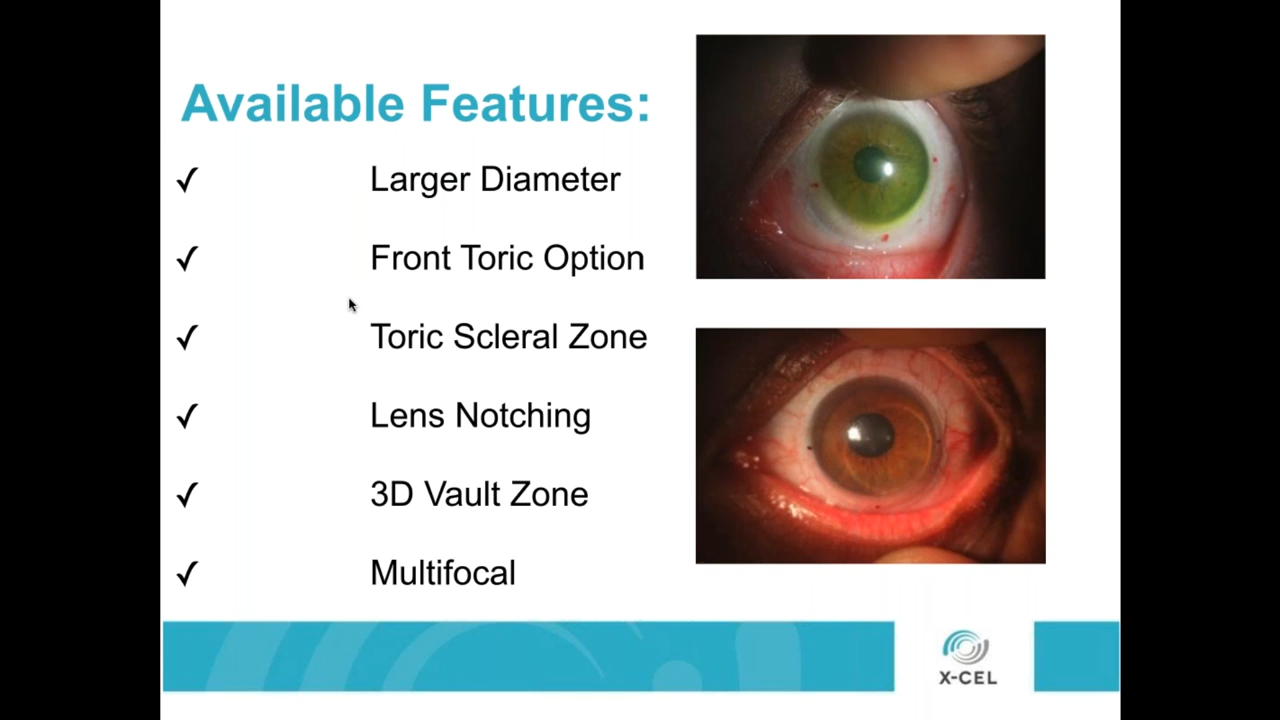 Available Features:
✓ Larger Diameter
✓ Front Toric Option
✓ Toric Scleral Zone
✓ Lens Notching
✓ 3D Vault Zone
✓ Multifocal
X-CEL